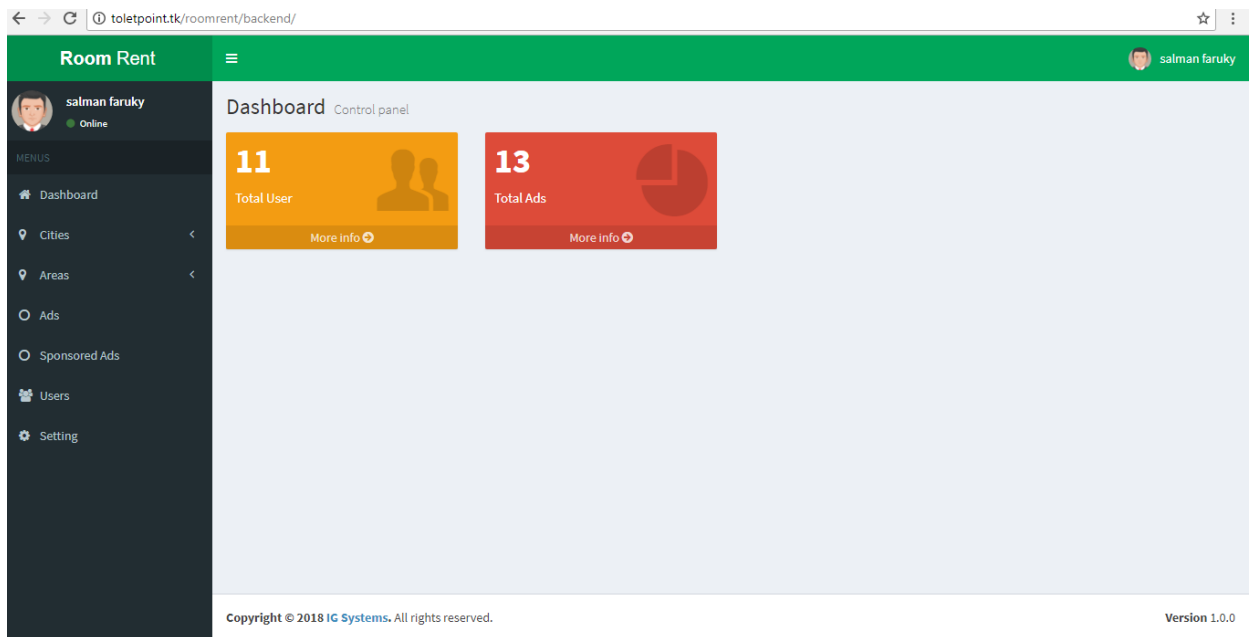 toletpoint.tk/roomrent/backend/
Room Rent
salman faruky
salman faruky
Online
MENUS
Dashboard
Cities
Areas
Ads
Sponsored Ads
Users
Setting
Dashboard Control panel
11
Total User
More info
13
Total Ads
More info
Copyright © 2018 IG Systems. All rights reserved.
Version 1.0.0